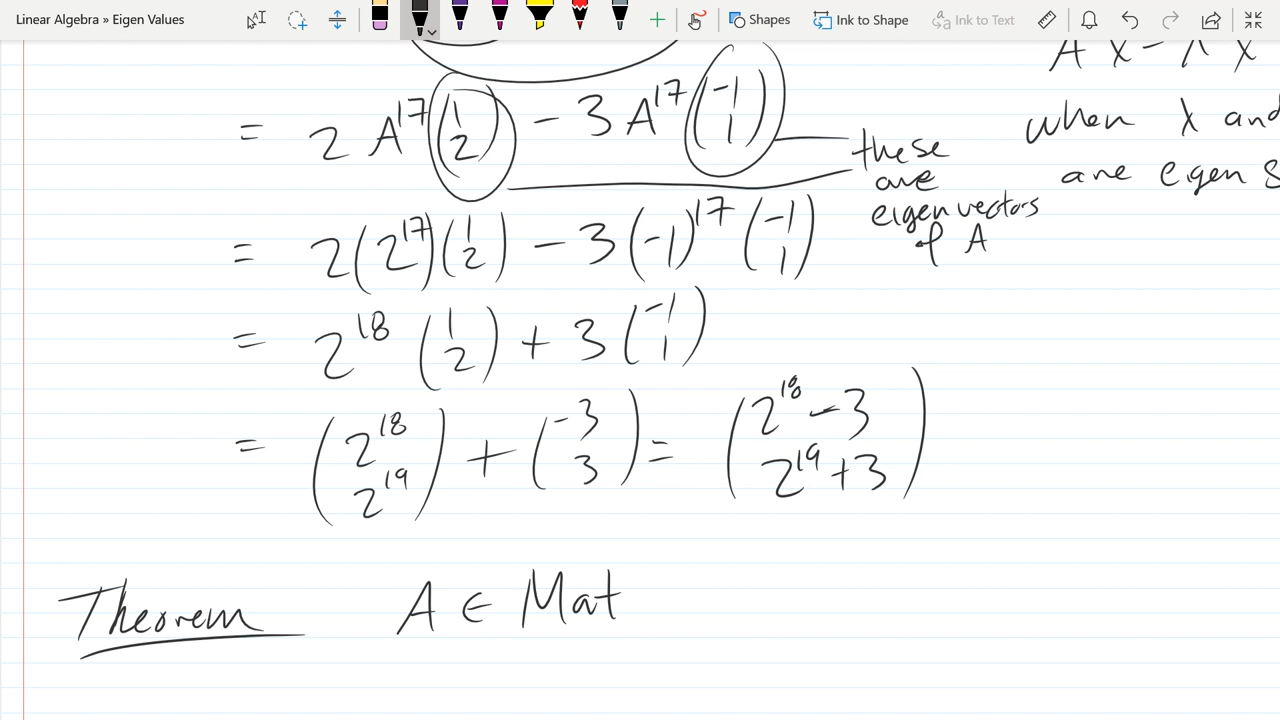 Linear Algebra » Eigen Values
Shapes
Ink to Shape
Ink to Text
A x = λ x
= 2 A^17 (1 2) - 3 A^17 (-1 1)
when λ and
these are eigenvectors of A
are eigen
= 2(2^17)(1 2) - 3(-1)^17 (-1 1)
= 2^18 (1 2) + 3 (-1 1)
= (2^18 2^19) + (-3 3) = (2^18 - 3 2^19 + 3)
Theorem A ∈ Mat